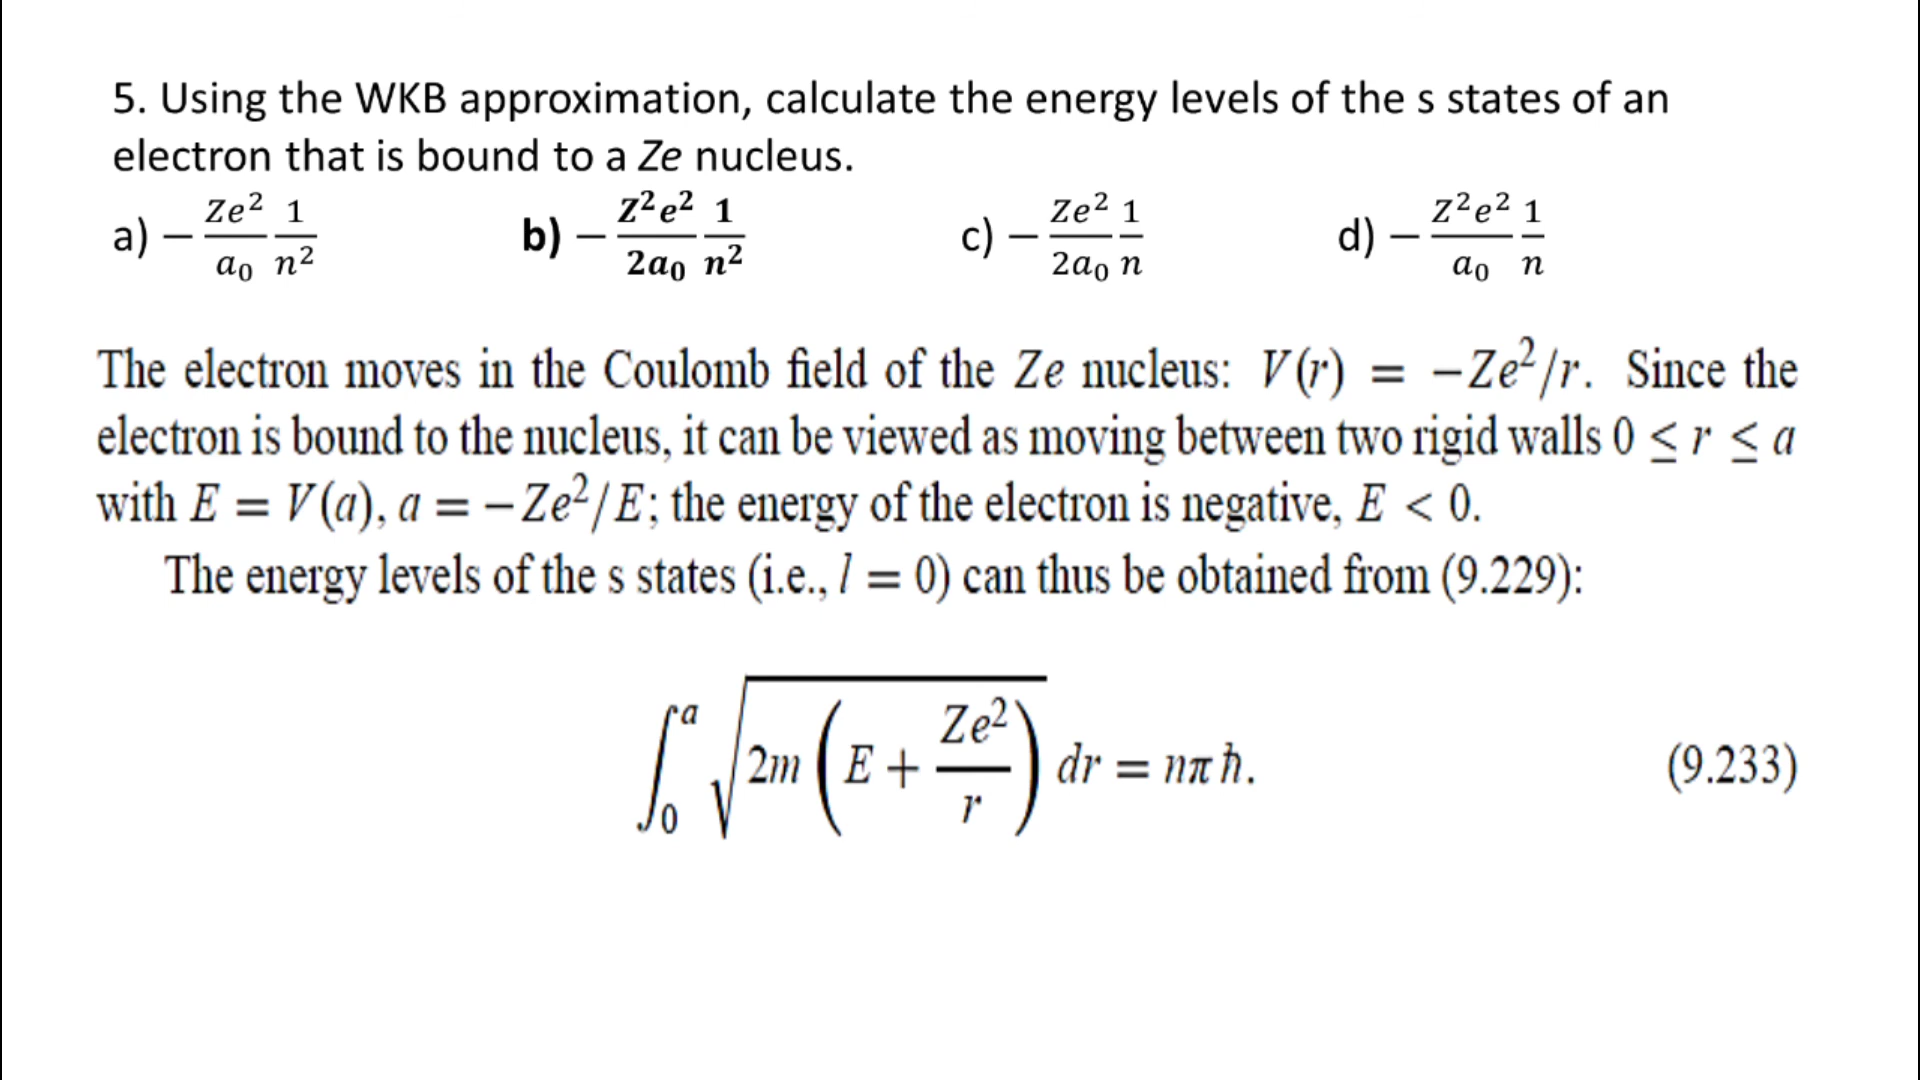 5. Using the WKB approximation, calculate the energy levels of the s states of an
electron that is bound to a Ze nucleus.
a) −Ze²/a₀ 1/n² b) −Z²e²/2a₀ 1/n² c) −Ze²/2a₀ 1/n d) −Z²e²/a₀ 1/n
The electron moves in the Coulomb field of the Ze nucleus: V(r) = −Ze²/r. Since the
electron is bound to the nucleus, it can be viewed as moving between two rigid walls 0 ≤ r ≤ a
with E = V(a), a = −Ze²/E; the energy of the electron is negative, E < 0.
The energy levels of the s states (i.e., l = 0) can thus be obtained from (9.229):
∫₀ᵃ √(2m(E + Ze²/r)) dr = nπℏ. (9.233)